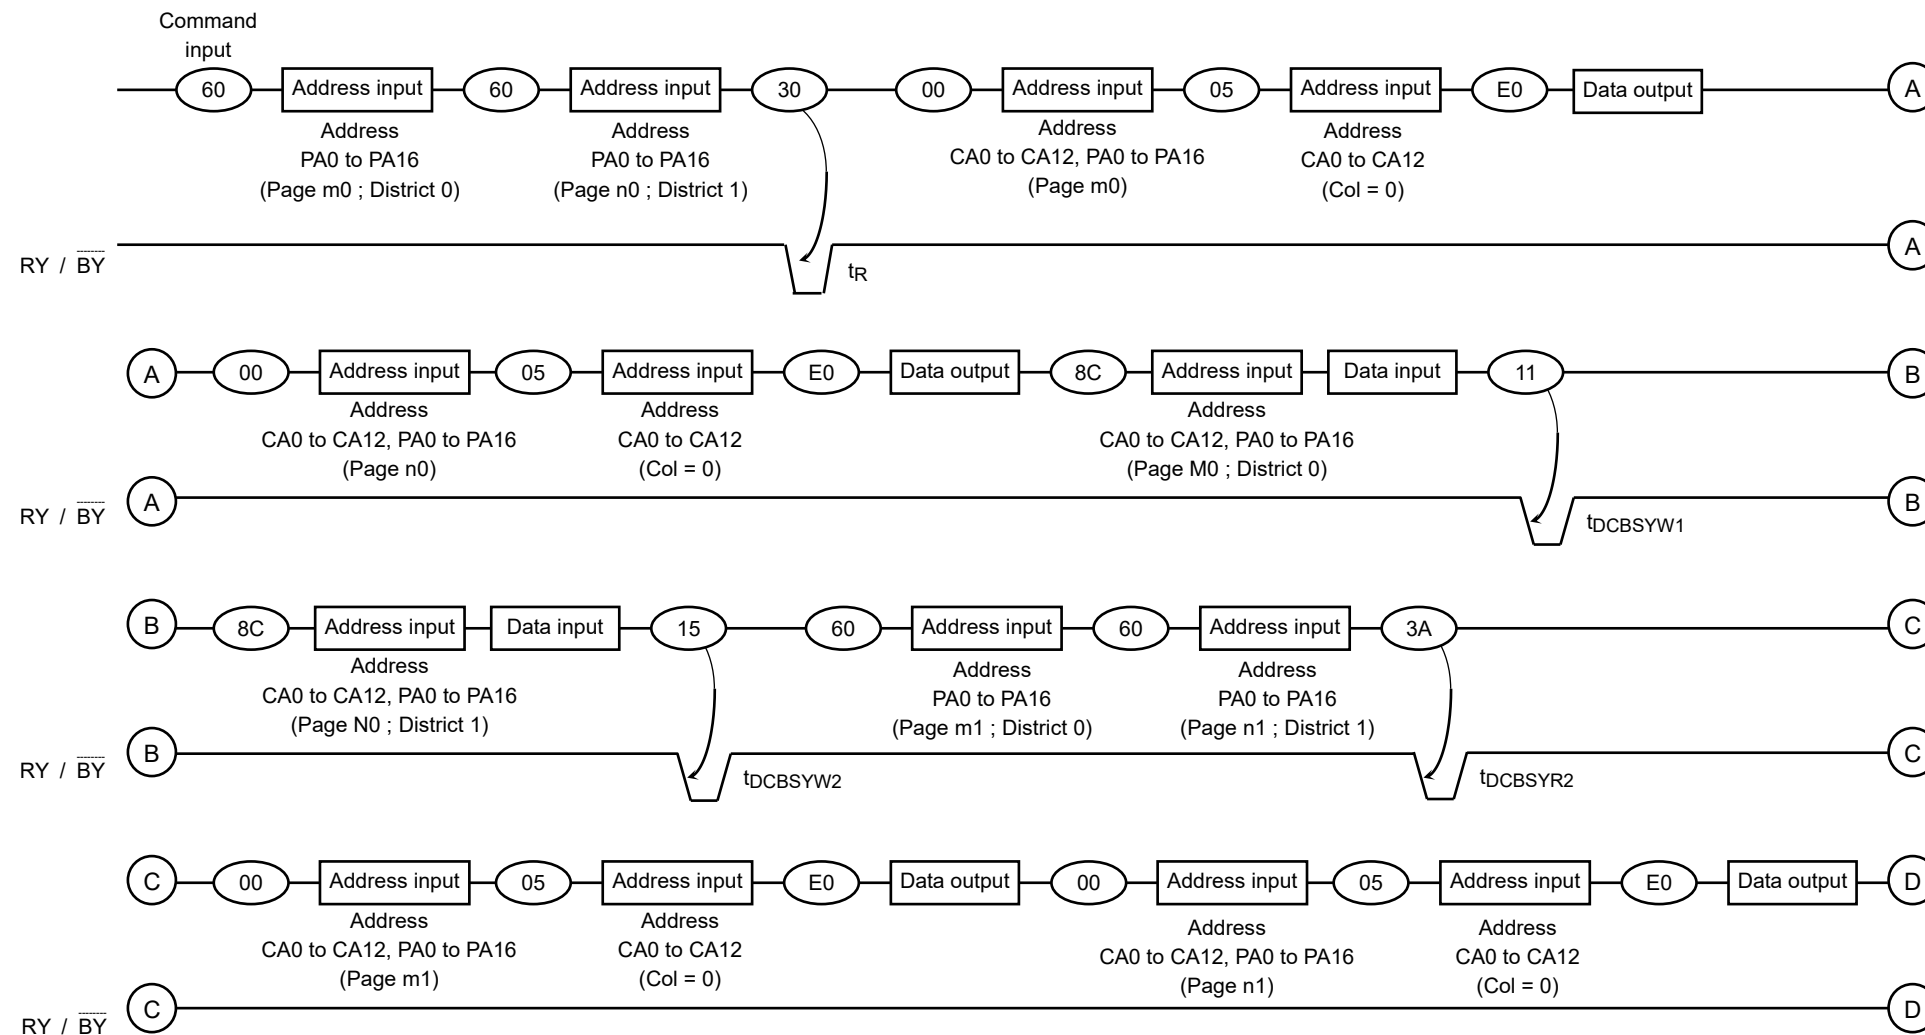 Command
input
60 Address input 60 Address input 30 00 Address input 05 Address input E0 Data output A
Address
PA0 to PA16
(Page m0 ; District 0)
Address
PA0 to PA16
(Page n0 ; District 1)
Address
CA0 to CA12, PA0 to PA16
(Page m0)
Address
CA0 to CA12
(Col = 0)
RY / BY A
tR
A 00 Address input 05 Address input E0 Data output 8C Address input Data input 11 B
Address
CA0 to CA12, PA0 to PA16
(Page n0)
Address
CA0 to CA12
(Col = 0)
Address
CA0 to CA12, PA0 to PA16
(Page M0 ; District 0)
RY / BY A B
tDCBSYW1
B 8C Address input Data input 15 60 Address input 60 Address input 3A C
Address
CA0 to CA12, PA0 to PA16
(Page N0 ; District 1)
Address
PA0 to PA16
(Page m1 ; District 0)
Address
PA0 to PA16
(Page n1 ; District 1)
RY / BY B C
tDCBSYW2
tDCBSYR2
C 00 Address input 05 Address input E0 Data output 00 Address input 05 Address input E0 Data output D
Address
CA0 to CA12, PA0 to PA16
(Page m1)
Address
CA0 to CA12
(Col = 0)
Address
CA0 to CA12, PA0 to PA16
(Page n1)
Address
CA0 to CA12
(Col = 0)
RY / BY C D